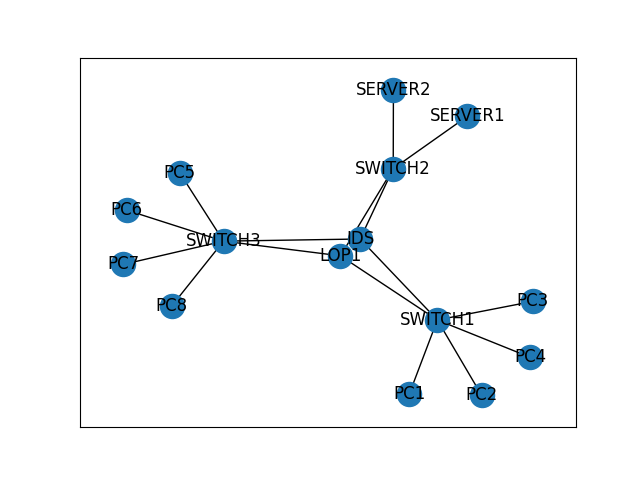 SERVER2
SERVER1
SWITCH2
PC5
PC6
SWITCH3
IDS
LOP1
PC7
PC8
PC3
SWITCH1
PC4
PC1
PC2